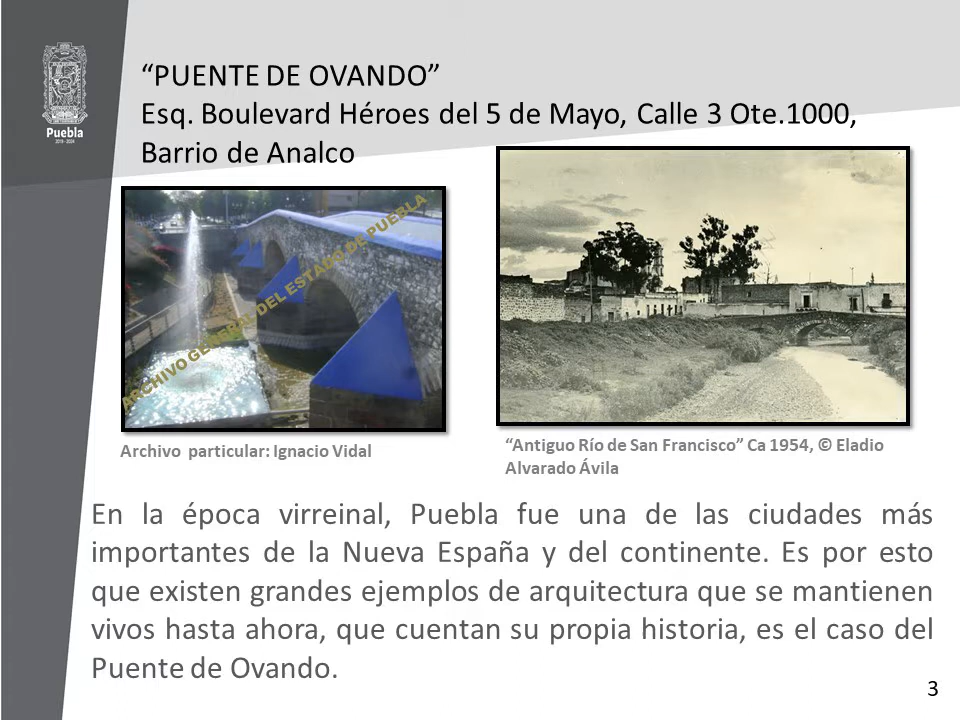 Puebla
2019 - 2024
“PUENTE DE OVANDO”
Esq. Boulevard Héroes del 5 de Mayo, Calle 3 Ote.1000,
Barrio de Analco
ARCHIVO GENERAL DEL ESTADO DE PUEBLA
Archivo particular: Ignacio Vidal
“Antiguo Río de San Francisco” Ca 1954, © Eladio
Alvarado Ávila
En la época virreinal, Puebla fue una de las ciudades más
importantes de la Nueva España y del continente. Es por esto
que existen grandes ejemplos de arquitectura que se mantienen
vivos hasta ahora, que cuentan su propia historia, es el caso del
Puente de Ovando.
3